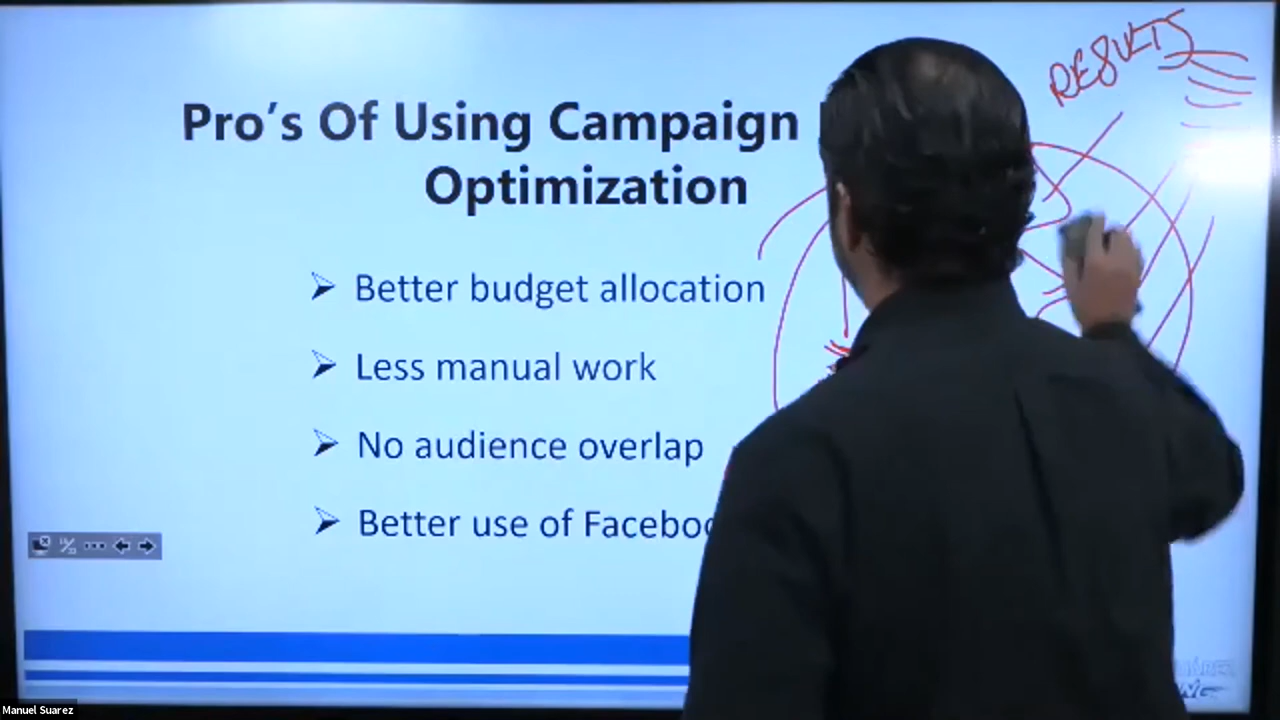 RESULTS
Pro's Of Using Campaign
Optimization
Better budget allocation
Less manual work
No audience overlap
Better use of Facebo
Manuel Suarez